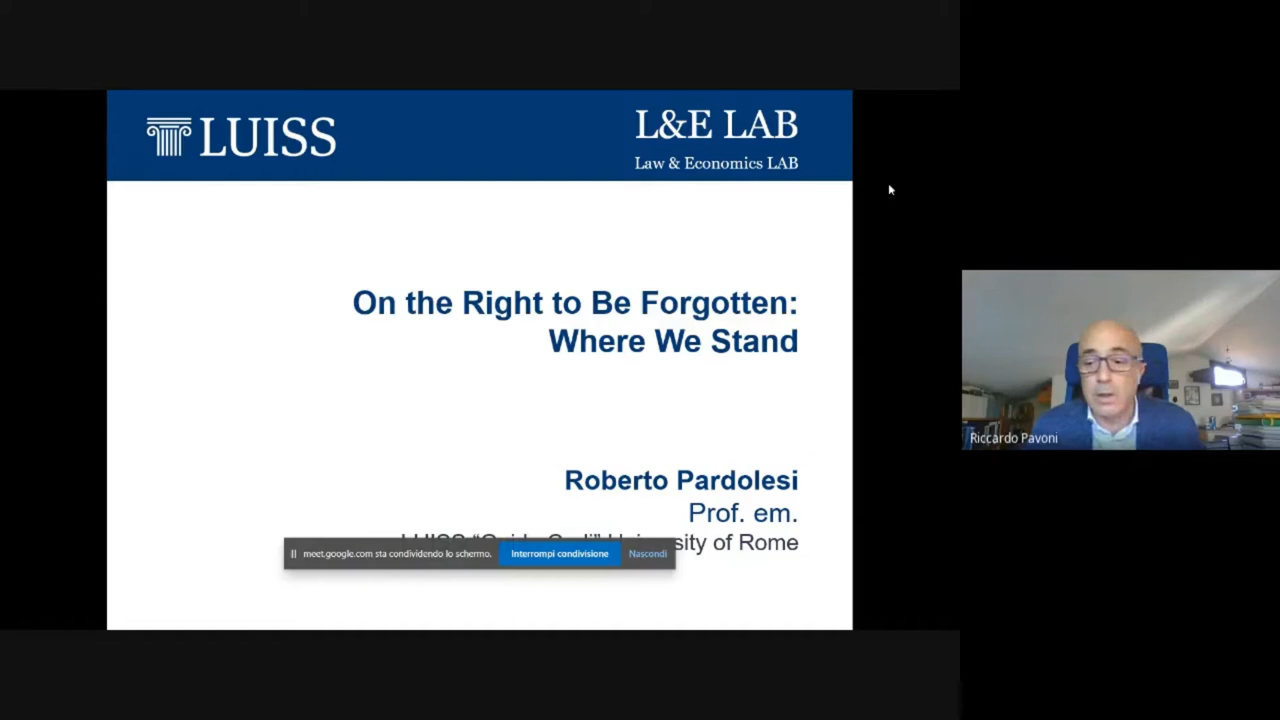 LUISS
L&E LAB
Law & Economics LAB
On the Right to Be Forgotten:
Where We Stand
Roberto Pardolesi
Prof. em.
of Rome
meet.google.com sta condividendo lo schermo.
Interrompi condivisione
Nascondi
Riccardo Pavoni